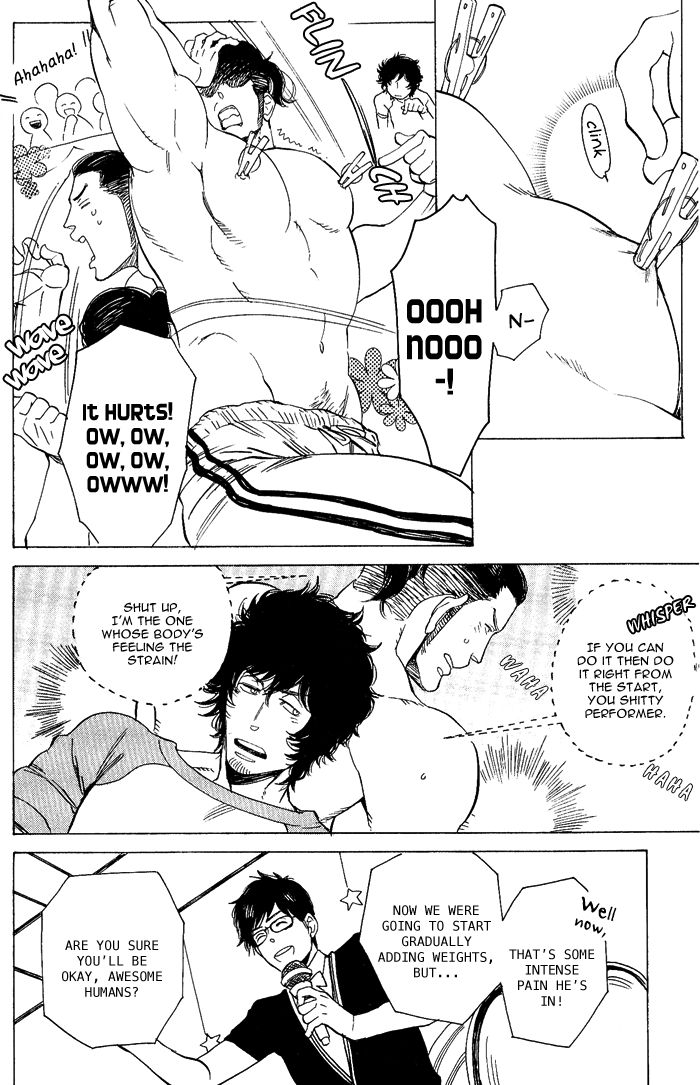 clink
N-
OOOH
NOOO
-!
FLIN
CH
Ahahaha!
wave
wave
It HURTS!
OW, OW,
OW, OW,
OWWW!
WHISPER
IF YOU CAN
DO IT THEN DO
IT RIGHT FROM
THE START,
YOU SHITTY
PERFORMER.
WAHA
HAHA
SHUT UP,
I'M THE ONE
WHOSE BODY'S
FEELING THE
STRAIN!
Well
now,
THAT'S SOME
INTENSE
PAIN HE'S
IN!
NOW WE WERE
GOING TO START
GRADUALLY
ADDING WEIGHTS,
BUT...
ARE YOU SURE
YOU'LL BE
OKAY, AWESOME
HUMANS?